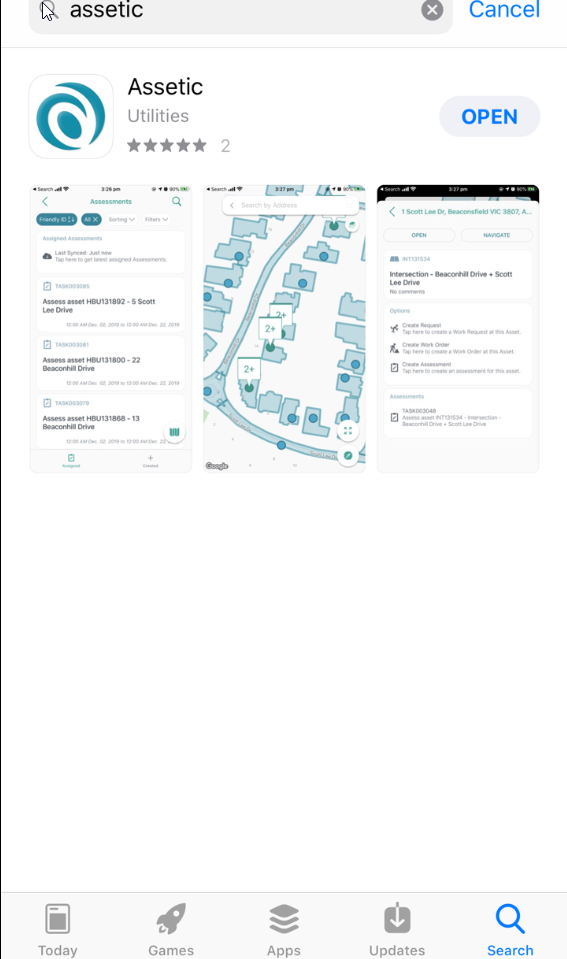 assetic
Cancel
Assetic
Utilities
2
OPEN
Search
3:26 pm
90%
Assessments
Friendly ID
All
Sorting
Filters
Assigned Assessments
Last Synced: Just now
Tap here to get latest assigned Assessments
TASK003085
Assess asset HBU131892 - 5 Scott
Lee Drive
12:00 AM Dec. 02, 2019 to 12:00 AM Dec. 22, 2019
TASK003081
Assess asset HBU131800 - 22
Beaconhill Drive
12:00 AM Dec. 02, 2019 to 12:00 AM Dec. 22, 2019
TASK003079
Assess asset HBU131868 - 13
Beaconhill Drive
12:00 AM Dec. 02, 2019 to 12:00 AM Dec. 22
Assigned
Created
Search
3:27 pm
90%
Search by Address
2+
2+
2+
Scott Lee Dr
Google
Search
3:27 pm
90%
1 Scott Lee Dr, Beaconsfield VIC 3807, A...
OPEN
NAVIGATE
INT131534
Intersection - Beaconhill Drive + Scott
Lee Drive
No comments
Options
Create Request
Tap here to create a Work Request at this Asset.
Create Work Order
Tap here to create a Work Order at this Asset.
Create Assessment
Tap here to create an assessment for this asset.
Assessments
TASK003048
Assess asset INT131534 - Intersection -
Beaconhill Drive + Scott Lee Drive
Today
Games
Apps
Updates
Search